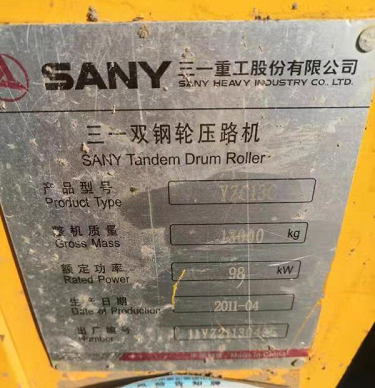 SANY 三一重工股份有限公司
SANY HEAVY INDUSTRY CO. LTD.
三一双钢轮压路机
SANY Tandem Drum Roller
产品型号
Product Type
整机质量 13000 kg
Gross Mass
额定功率 98 kW
Rated Power
生产日期 2011-04
Date of Production
出厂编号
Number